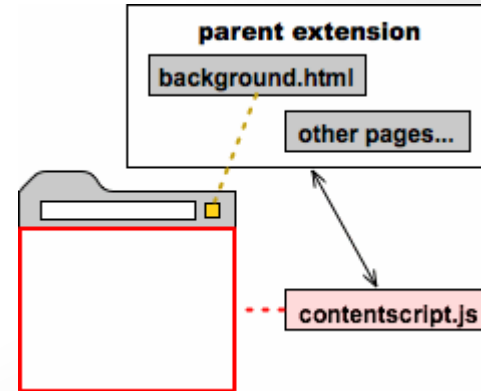 parent extension
background.html
other pages...
contentscript.js